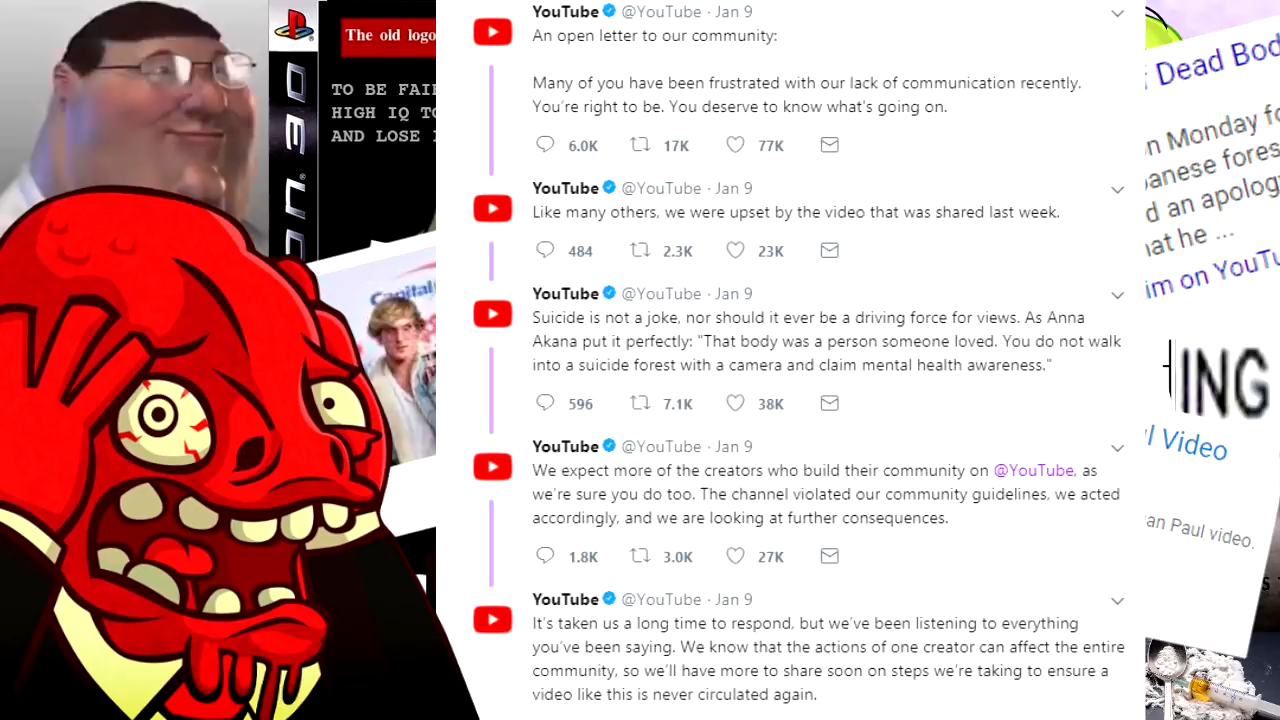 The old logo
TO BE FAI
HIGH IQ T
AND LOSE
Capital
YouTube @YouTube · Jan 9
An open letter to our community:
Many of you have been frustrated with our lack of communication recently.
You're right to be. You deserve to know what's going on.
6.0K 17K 77K
YouTube @YouTube · Jan 9
Like many others, we were upset by the video that was shared last week.
484 2.3K 23K
YouTube @YouTube · Jan 9
Suicide is not a joke, nor should it ever be a driving force for views. As Anna
Akana put it perfectly: "That body was a person someone loved. You do not walk
into a suicide forest with a camera and claim mental health awareness."
596 7.1K 38K
YouTube @YouTube · Jan 9
We expect more of the creators who build their community on @YouTube, as
we're sure you do too. The channel violated our community guidelines, we acted
accordingly, and we are looking at further consequences.
1.8K 3.0K 27K
YouTube @YouTube · Jan 9
It's taken us a long time to respond, but we've been listening to everything
you've been saying. We know that the actions of one creator can affect the entire
community, so we'll have more to share soon on steps we're taking to ensure a
video like this is never circulated again.
Dead Bod
n Monday fo
panese fores
d an apolog
hat he ...
im on YouTu
ING
l Video
an Paul video.